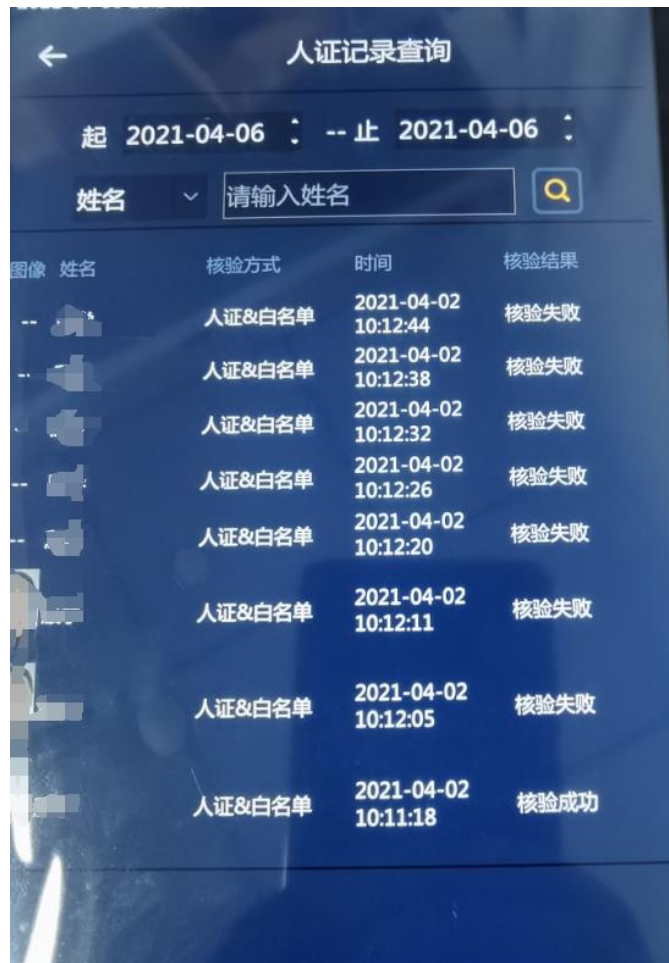 人证记录查询
起 2021-04-06 -- 止 2021-04-06
姓名 请输入姓名
图像 姓名 核验方式 时间 核验结果
-- 人证&白名单 2021-04-02 10:12:44 核验失败
-- 人证&白名单 2021-04-02 10:12:38 核验失败
人证&白名单 2021-04-02 10:12:32 核验失败
-- 人证&白名单 2021-04-02 10:12:26 核验失败
-- 人证&白名单 2021-04-02 10:12:20 核验失败
人证&白名单 2021-04-02 10:12:11 核验失败
人证&白名单 2021-04-02 10:12:05 核验失败
人证&白名单 2021-04-02 10:11:18 核验成功